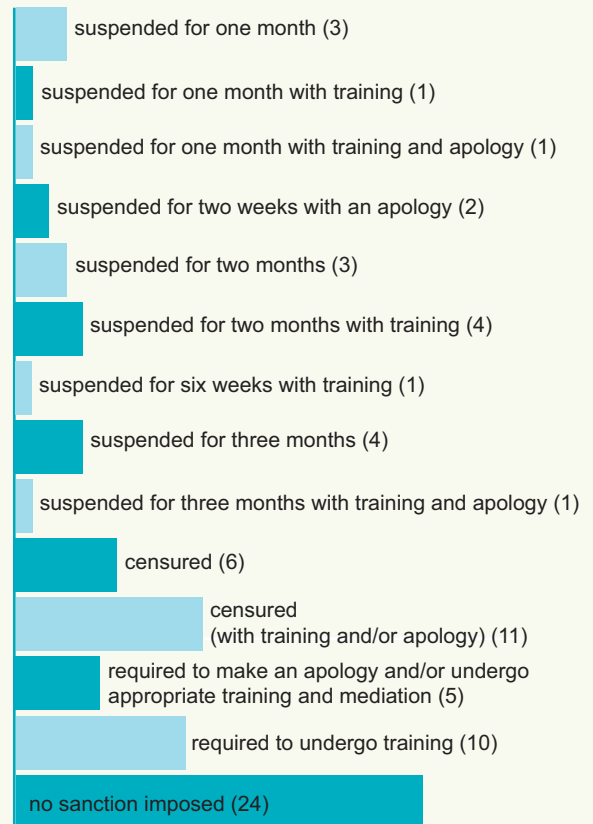 suspended for one month (3)
suspended for one month with training (1)
suspended for one month with training and apology (1)
suspended for two weeks with an apology (2)
suspended for two months (3)
suspended for two months with training (4)
suspended for six weeks with training (1)
suspended for three months (4)
suspended for three months with training and apology (1)
censured (6)
censured
(with training and/or apology) (11)
required to make an apology and/or undergo
appropriate training and mediation (5)
required to undergo training (10)
no sanction imposed (24)